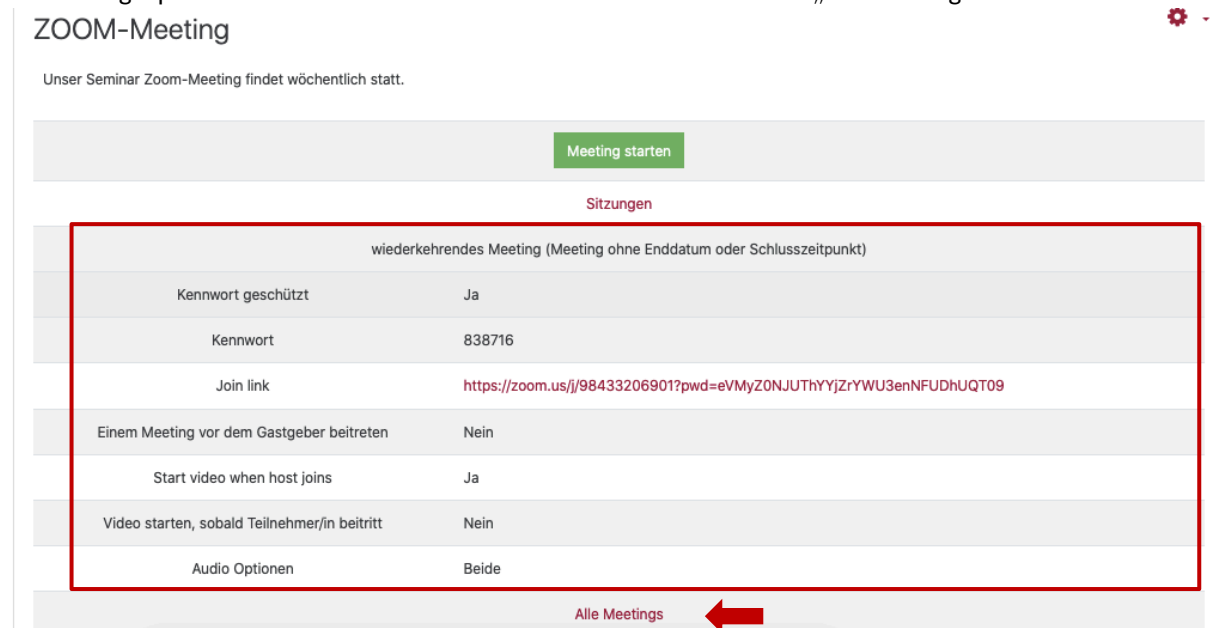 ZOOM-Meeting
Unser Seminar Zoom-Meeting findet wöchentlich statt.
Meeting starten
Sitzungen
wiederkehrendes Meeting (Meeting ohne Enddatum oder Schlusszeitpunkt)
Kennwort geschützt Ja
Kennwort 838716
Join link https://zoom.us/j/98433206901?pwd=eVMyZ0NJUThYYjZrYWU3enNFUDhUQT09
Einem Meeting vor dem Gastgeber beitreten Nein
Start video when host joins Ja
Video starten, sobald Teilnehmer/in beitritt Nein
Audio Optionen Beide
Alle Meetings